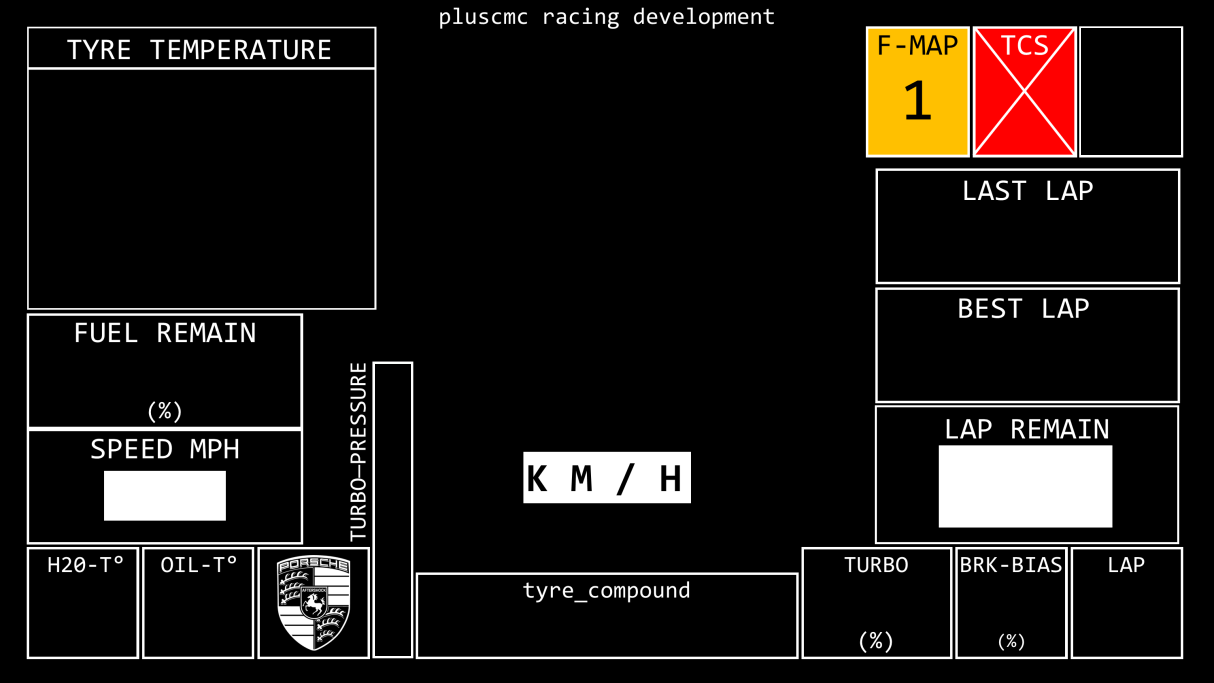 pluscmc racing development
TYRE TEMPERATURE
F-MAP
1
TCS
LAST LAP
BEST LAP
FUEL REMAIN
(%)
SPEED MPH
TURBO—PRESSURE
K M / H
LAP REMAIN
H20-T°
OIL-T°
PORSCHE
AFTERSHOCK
tyre_compound
TURBO
(%)
BRK-BIAS
(%)
LAP